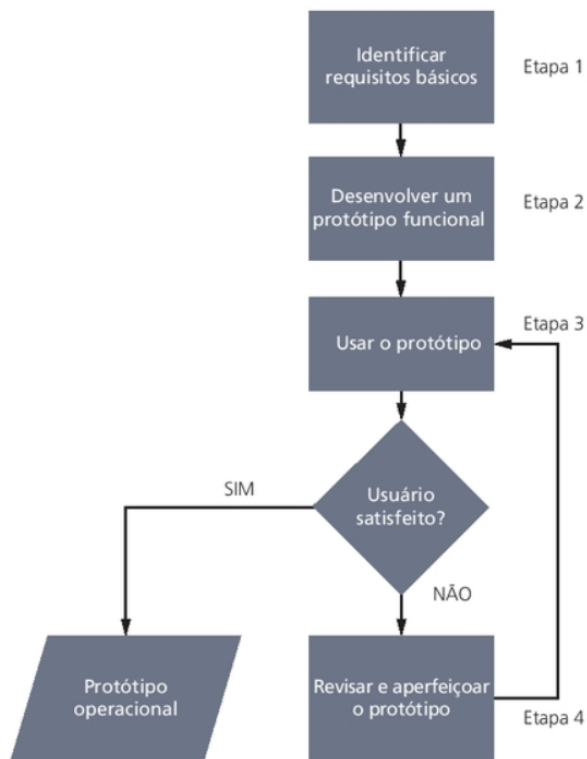 Identificar
requisitos básicos
Etapa 1
Desenvolver um
protótipo funcional
Etapa 2
Etapa 3
Usar o protótipo
SIM
Usuário
satisfeito?
NÃO
Protótipo
operacional
Revisar e aperfeiçoar
o protótipo
Etapa 4